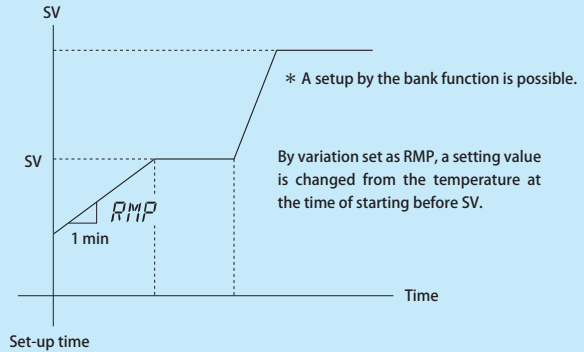 SV
* A setup by the bank function is possible.
SV
By variation set as RMP, a setting value
is changed from the temperature at
the time of starting before SV.
RMP
1 min
Time
Set-up time